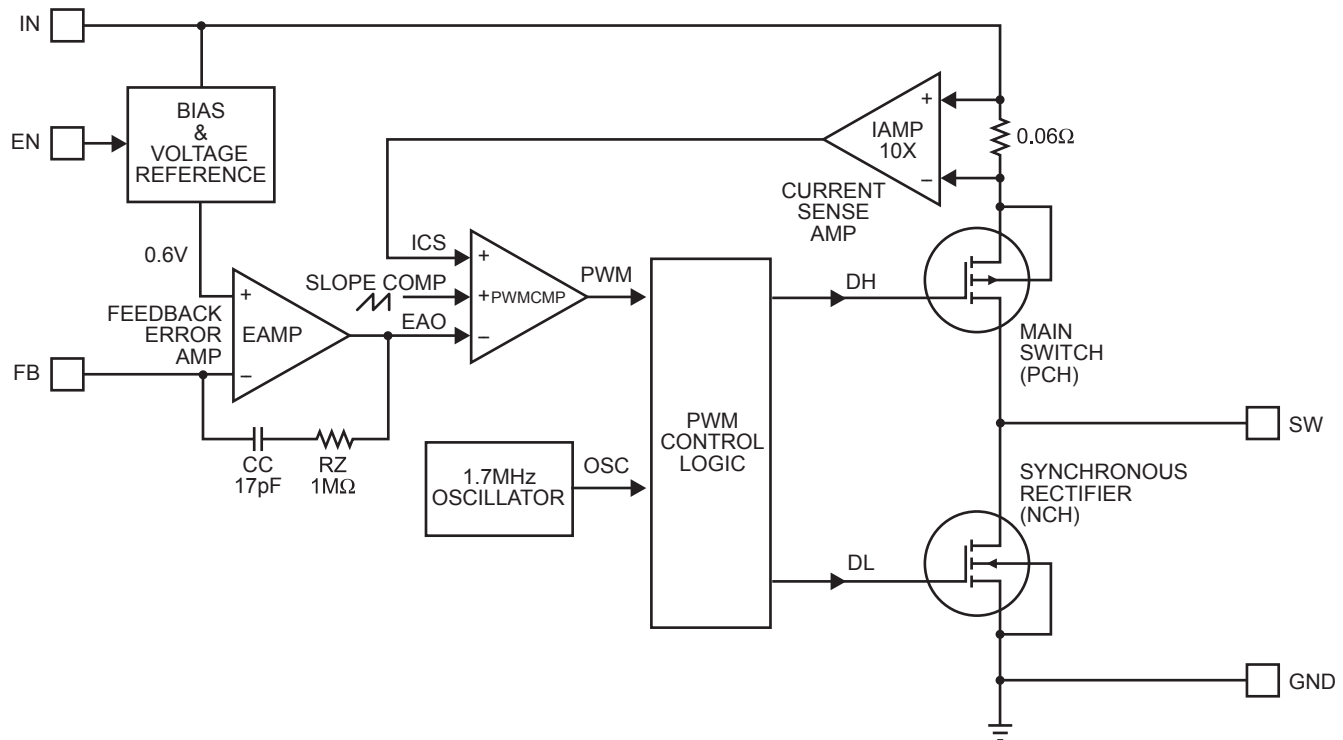 IN
BIAS
&
VOLTAGE
REFERENCE
EN
+
IAMP
10X
−
0.06Ω
CURRENT
SENSE
AMP
0.6V
ICS
+
SLOPE COMP
+
PWMCMP
EAO
−
PWM
DH
MAIN
SWITCH
(PCH)
FEEDBACK
ERROR
AMP
+
EAMP
−
FB
CC
17pF
RZ
1MΩ
1.7MHz
OSCILLATOR
OSC
PWM
CONTROL
LOGIC
SW
SYNCHRONOUS
RECTIFIER
(NCH)
DL
GND